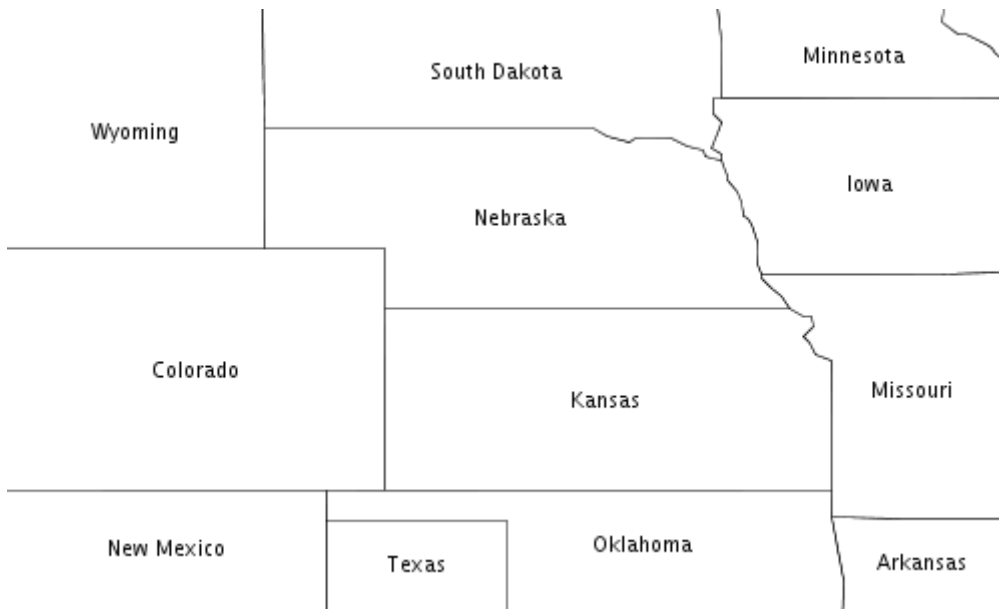 Minnesota
South Dakota
Wyoming
Iowa
Nebraska
Colorado
Missouri
Kansas
Oklahoma
New Mexico
Texas
Arkansas